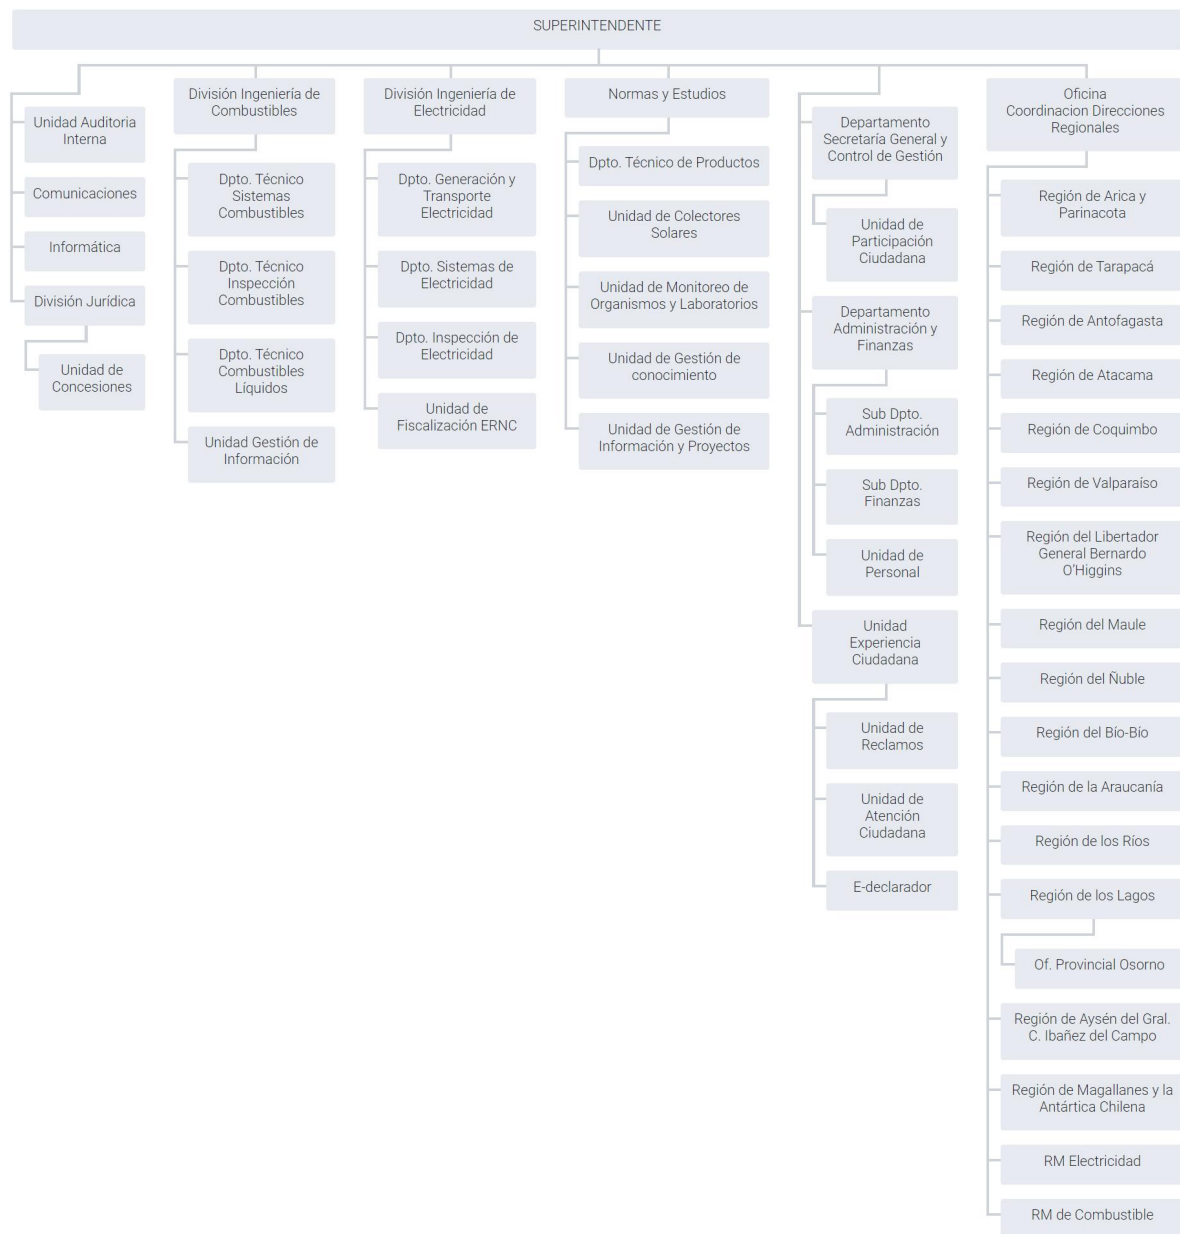 SUPERINTENDENTE
Unidad Auditoria
Interna
Comunicaciones
Informática
División Jurídica
Unidad de
Concesiones
División Ingeniería de
Combustibles
Dpto. Técnico
Sistemas
Combustibles
Dpto. Técnico
Inspección
Combustibles
Dpto. Técnico
Combustibles
Líquidos
Unidad Gestión de
Información
División Ingeniería de
Electricidad
Dpto. Generación y
Transporte
Electricidad
Dpto. Sistemas de
Electricidad
Dpto. Inspección de
Electricidad
Unidad de
Fiscalización ERNC
Normas y Estudios
Dpto. Técnico de Productos
Unidad de Colectores
Solares
Unidad de Monitoreo de
Organismos y Laboratorios
Unidad de Gestión de
conocimiento
Unidad de Gestión de
Información y Proyectos
Departamento
Secretaría General y
Control de Gestión
Unidad de
Participación
Ciudadana
Departamento
Administración y
Finanzas
Sub Dpto.
Administración
Sub Dpto.
Finanzas
Unidad de
Personal
Unidad
Experiencia
Ciudadana
Unidad de
Reclamos
Unidad de
Atención
Ciudadana
E-declarador
Oficina
Coordinacion Direcciones
Regionales
Región de Arica y
Parinacota
Región de Tarapacá
Región de Antofagasta
Región de Atacama
Región de Coquimbo
Región de Valparaíso
Región del Libertador
General Bernardo
O’Higgins
Región del Maule
Región del Ñuble
Región del Bío-Bío
Región de la Araucanía
Región de los Ríos
Región de los Lagos
Of. Provincial Osorno
Región de Aysén del Gral.
C. Ibañez del Campo
Región de Magallanes y la
Antártica Chilena
RM Electricidad
RM de Combustible